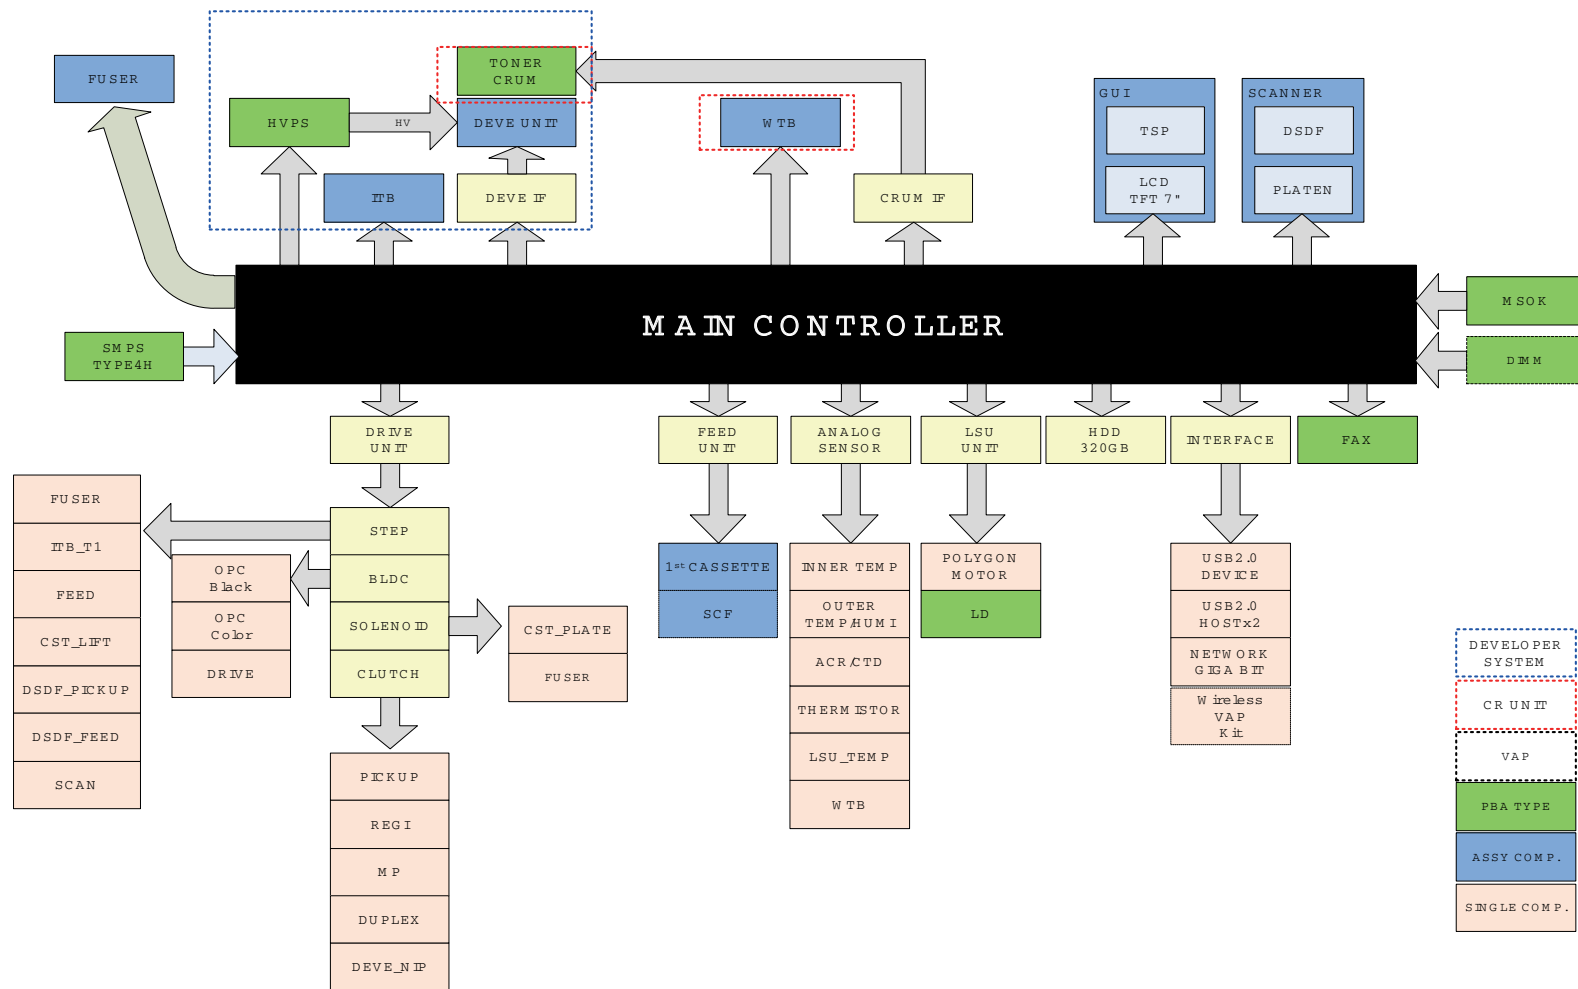 FUSER
TONER
CRUM
HVPS
HV
DEVE UNIT
ITB
DEVE IF
WTB
CRUM IF
GUI
TSP
LCD
TFT 7"
SCANNER
DSDF
PLATEN
MAIN CONTROLLER
SMPS
TYPE4H
MSOK
DIMM
DRIVE
UNIT
FEED
UNIT
ANALOG
SENSOR
LSU
UNIT
HDD
320GB
INTERFACE
FAX
FUSER
ITB_T1
FEED
CST_LIFT
DSDF_PICKUP
DSDF_FEED
SCAN
OPC
Black
OPC
Color
DRIVE
STEP
BLDC
SOLENOID
CLUTCH
CST_PLATE
FUSER
PICKUP
REGI
MP
DUPLEX
DEVE_NIP
1st CASSETTE
SCF
INNER TEMP
OUTER
TEMP/HUMI
ACR/CTD
THERMISTOR
LSU_TEMP
WTB
POLYGON
MOTOR
LD
USB2.0
DEVICE
USB2.0
HOSTx2
NETWORK
GIGA BIT
Wireless
VAP
Kit
DEVELOPER
SYSTEM
CR UNIT
VAP
PBA TYPE
ASSY COMP.
SINGLE COMP.